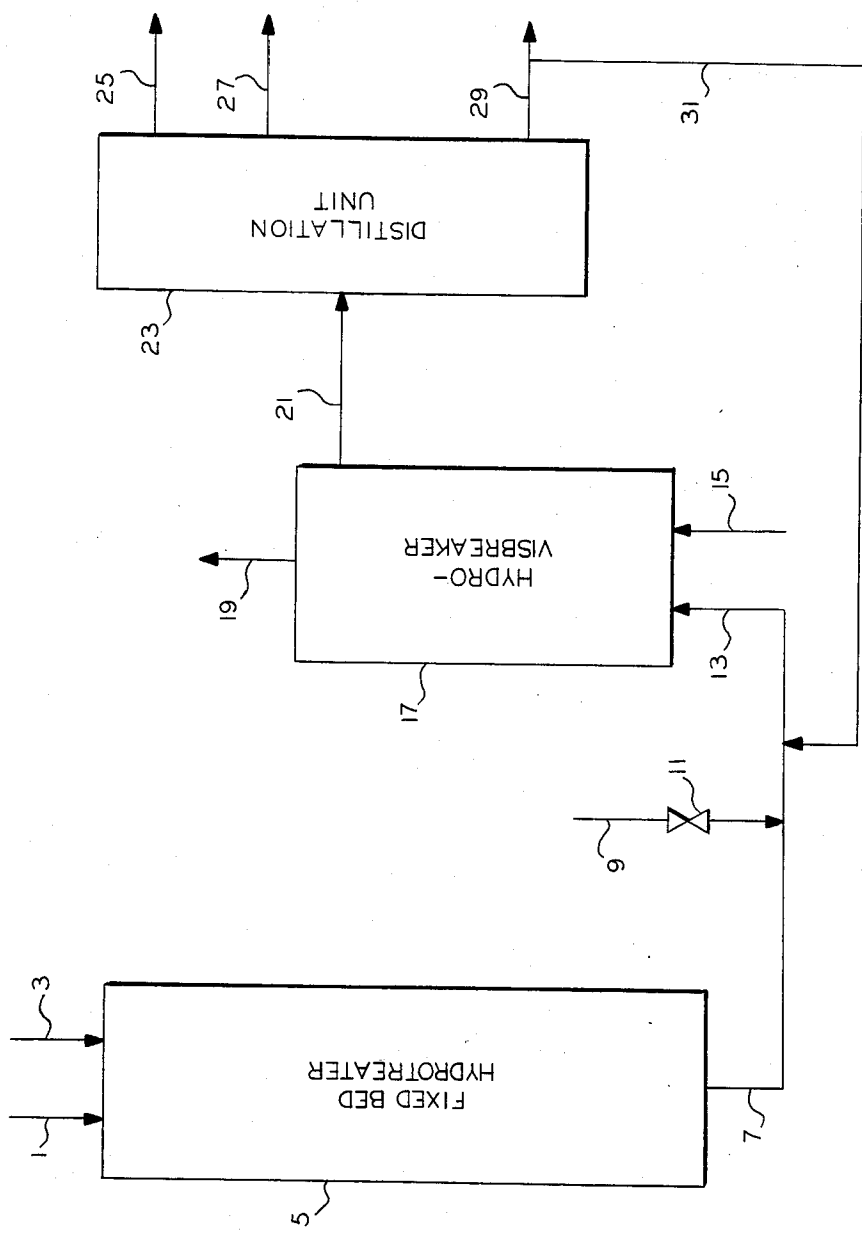 1
3
FIXED BED
HYDROTREATER
5
7
9
11
13
15
HYDRO-
VISBREAKER
17
19
21
DISTILLATION
UNIT
23
25
27
29
31